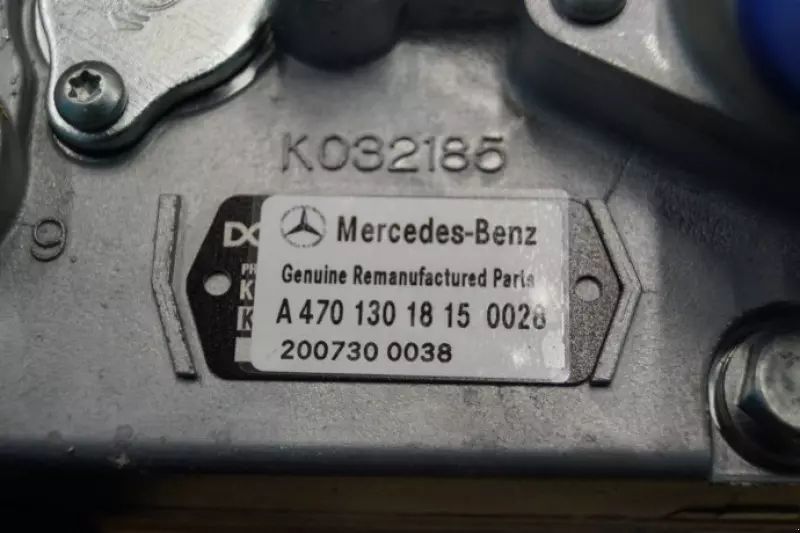 K032185
9
Mercedes-Benz
Genuine Remanufactured Parts
A 470 130 18 15 0028
200730 0038